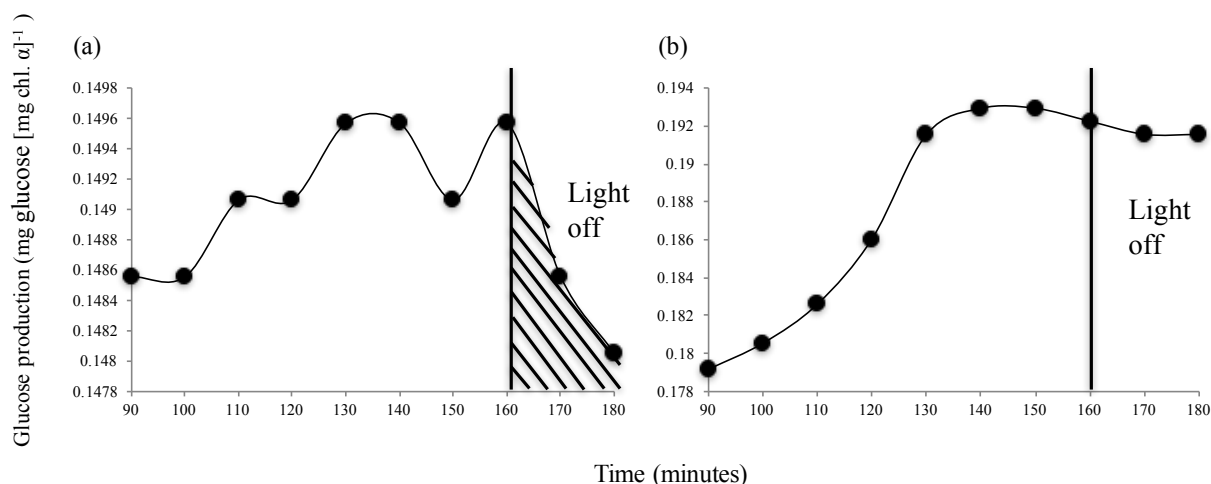 Glucose production (mg glucose [mg chl. α]-1 )
(a)
0.1498
0.1496
0.1494
0.1492
0.149
0.1488
0.1486
0.1484
0.1482
0.148
0.1478
90 100 110 120 130 140 150 160 170 180
Light
off
(b)
0.194
0.192
0.19
0.188
0.186
0.184
0.182
0.18
0.178
90 100 110 120 130 140 150 160 170 180
Light
off
Time (minutes)